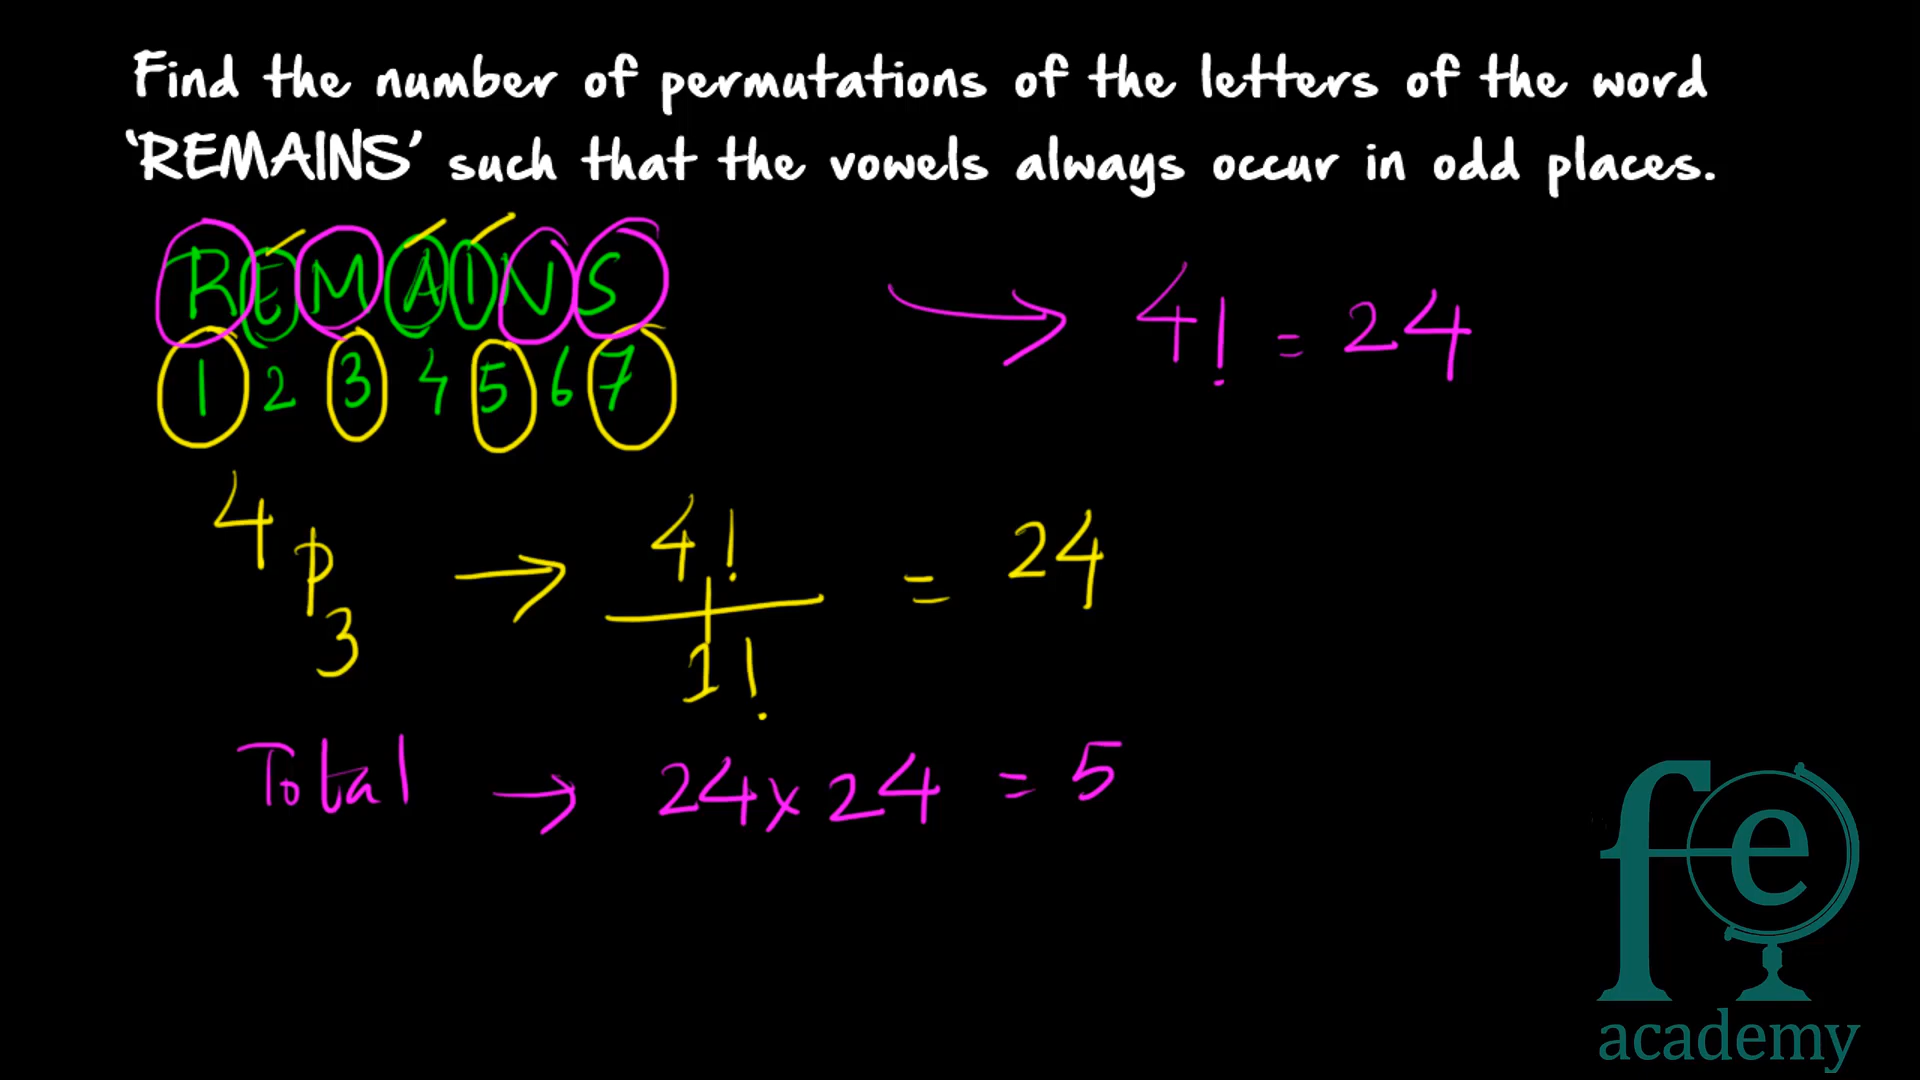 Find the number of permutations of the letters of the word
‘REMAINS’ such that the vowels always occur in odd places.
REMAINS
→ 4! = 24
1 2 3 4 5 6 7
4P3 → 4!/1! = 24
Total → 24x24 = 5
fe
academy